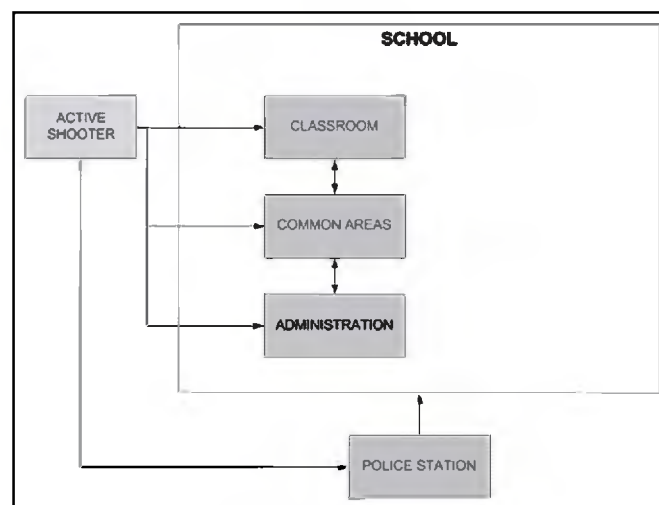 SCHOOL
ACTIVE
SHOOTER
CLASSROOM
COMMON AREAS
ADMINISTRATION
POLICE STATION